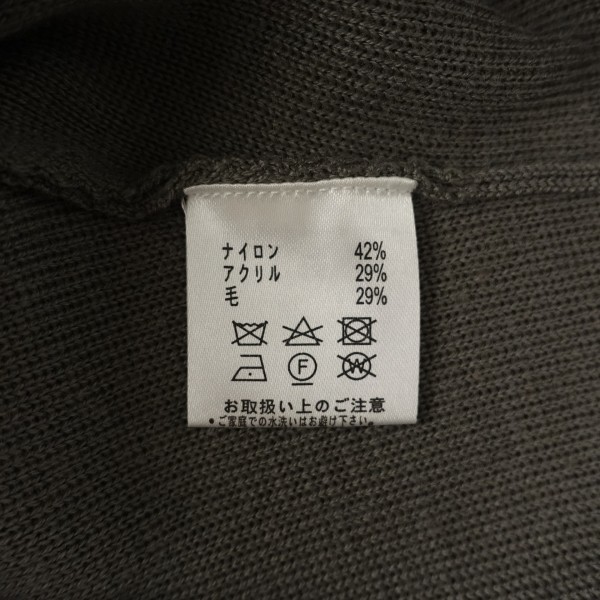 ナイロン 42%
アクリル 29%
毛 29%
F W
お取扱い上のご注意
•ご家庭での水洗いはお避け下さい。